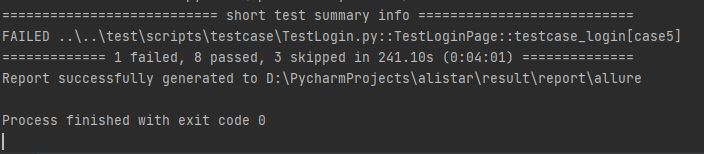 =========================== short test summary info ===========================
FAILED ..\..\test\scripts\testcase\TestLogin.py::TestLoginPage::testcase_login[case5]
============= 1 failed, 8 passed, 3 skipped in 241.10s (0:04:01) ==============
Report successfully generated to D:\PycharmProjects\alistar\result\report\allure
Process finished with exit code 0